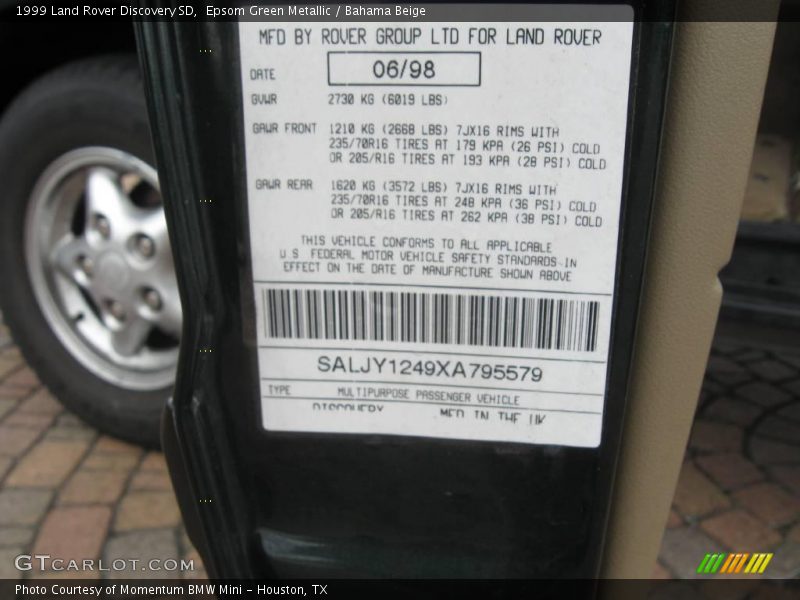 1999 Land Rover Discovery SD, Epsom Green Metallic / Bahama Beige
MFD BY ROVER GROUP LTD FOR LAND ROVER
DATE 06/98
GVWR 2730 KG (6019 LBS)
GAWR FRONT 1210 KG (2668 LBS) 7JX16 RIMS WITH
235/70R16 TIRES AT 179 KPA (26 PSI) COLD
OR 205/R16 TIRES AT 193 KPA (28 PSI) COLD
GAWR REAR 1620 KG (3572 LBS) 7JX16 RIMS WITH
235/70R16 TIRES AT 248 KPA (36 PSI) COLD
OR 205/R16 TIRES AT 262 KPA (38 PSI) COLD
THIS VEHICLE CONFORMS TO ALL APPLICABLE
U.S FEDERAL MOTOR VEHICLE SAFETY STANDARDS IN
EFFECT ON THE DATE OF MANUFACTURE SHOWN ABOVE
SALJY1249XA795579
TYPE MULTIPURPOSE PASSENGER VEHICLE
DISCOVERY MFD IN THE UK
GTCARLOT.COM
Photo Courtesy of Momentum BMW Mini - Houston, TX